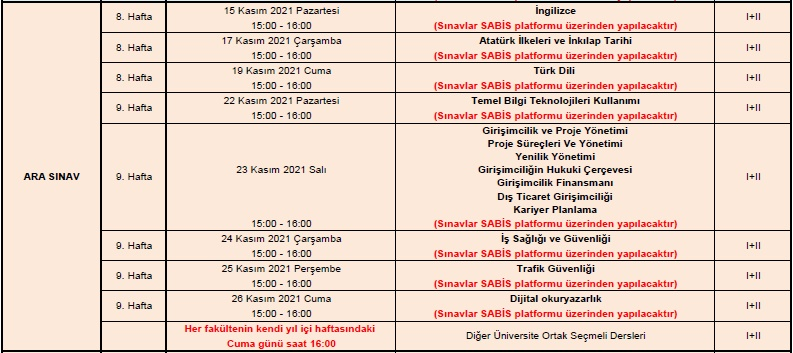 ARA SINAV
8. Hafta
15 Kasım 2021 Pazartesi
15:00 - 16:00
İngilizce
(Sınavlar SABİS platformu üzerinden yapılacaktır)
I+II
8. Hafta
17 Kasım 2021 Çarşamba
15:00 - 16:00
Atatürk İlkeleri ve İnkılap Tarihi
(Sınavlar SABİS platformu üzerinden yapılacaktır)
I+II
8. Hafta
19 Kasım 2021 Cuma
15:00 - 16:00
Türk Dili
(Sınavlar SABİS platformu üzerinden yapılacaktır)
I+II
9. Hafta
22 Kasım 2021 Pazartesi
15:00 - 16:00
Temel Bilgi Teknolojileri Kullanımı
(Sınavlar SABİS platformu üzerinden yapılacaktır)
I+II
9. Hafta
23 Kasım 2021 Salı
15:00 - 16:00
Girişimcilik ve Proje Yönetimi
Proje Süreçleri Ve Yönetimi
Yenilik Yönetimi
Girişimciliğin Hukuki Çerçevesi
Girişimcilik Finansmanı
Dış Ticaret Girişimciliği
Kariyer Planlama
(Sınavlar SABİS platformu üzerinden yapılacaktır)
I+II
9. Hafta
24 Kasım 2021 Çarşamba
15:00 - 16:00
İş Sağlığı ve Güvenliği
(Sınavlar SABİS platformu üzerinden yapılacaktır)
I+II
9. Hafta
25 Kasım 2021 Perşembe
15:00 - 16:00
Trafik Güvenliği
(Sınavlar SABİS platformu üzerinden yapılacaktır)
I+II
9. Hafta
26 Kasım 2021 Cuma
15:00 - 16:00
Dijital okuryazarlık
(Sınavlar SABİS platformu üzerinden yapılacaktır)
I+II
Her fakültenin kendi yıl içi haftasındaki
Cuma günü saat 16:00
Diğer Üniversite Ortak Seçmeli Dersleri
I+II